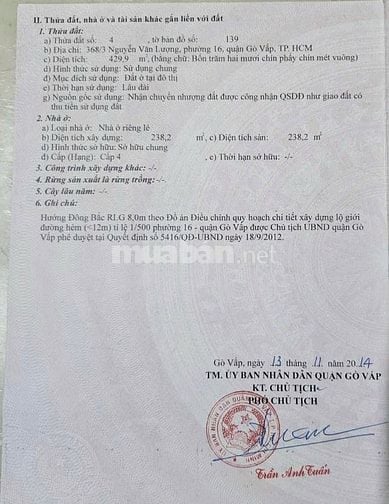 II. Thửa đất, nhà ở và tài sản khác gắn liền với đất
1. Thửa đất:
a) Thửa đất số: 4 , tờ bản đồ số: 139
b) Địa chỉ: 368/3 Nguyễn Văn Lượng, phường 16, quận Gò Vấp, TP. HCM
c) Diện tích: 429,9 m², (bằng chữ: Bốn trăm hai mươi chín phẩy chín mét vuông)
d) Hình thức sử dụng: Sử dụng chung
đ) Mục đích sử dụng: Đất ở tại đô thị
e) Thời hạn sử dụng: Lâu dài
g) Nguồn gốc sử dụng: Nhận chuyển nhượng đất được công nhận QSDĐ như giao đất có
thu tiền sử dụng đất
2. Nhà ở:
a) Loại nhà ở: Nhà ở riêng lẻ
b) Diện tích xây dựng: 238,2 m², c) Diện tích sàn: 238,2 m²
d) Hình thức sở hữu: Sở hữu chung
đ) Cấp (Hạng): Cấp 4 , e) Thời hạn sở hữu: -/-
3. Công trình xây dựng khác: -/-
4. Rừng sản xuất là rừng trồng: -/-
5. Cây lâu năm: -/-
6. Ghi chú:
Hướng Đông Bắc RLG 8,0m theo Đồ án Điều chỉnh quy hoạch chi tiết xây dựng lộ giới
đường hẻm (<12m) tỉ lệ 1/500 phường 16 - quận Gò Vấp được Chủ tịch UBND quận Gò
Vấp phê duyệt tại Quyết định số 5416/QĐ-UBND ngày 18/9/2012.
muaban.net
Gò Vấp, ngày 13 tháng 11 năm 2014
TM. ỦY BAN NHÂN DÂN QUẬN GÒ VẤP
KT. CHỦ TỊCH
PHÓ CHỦ TỊCH
Trần Anh Tuấn